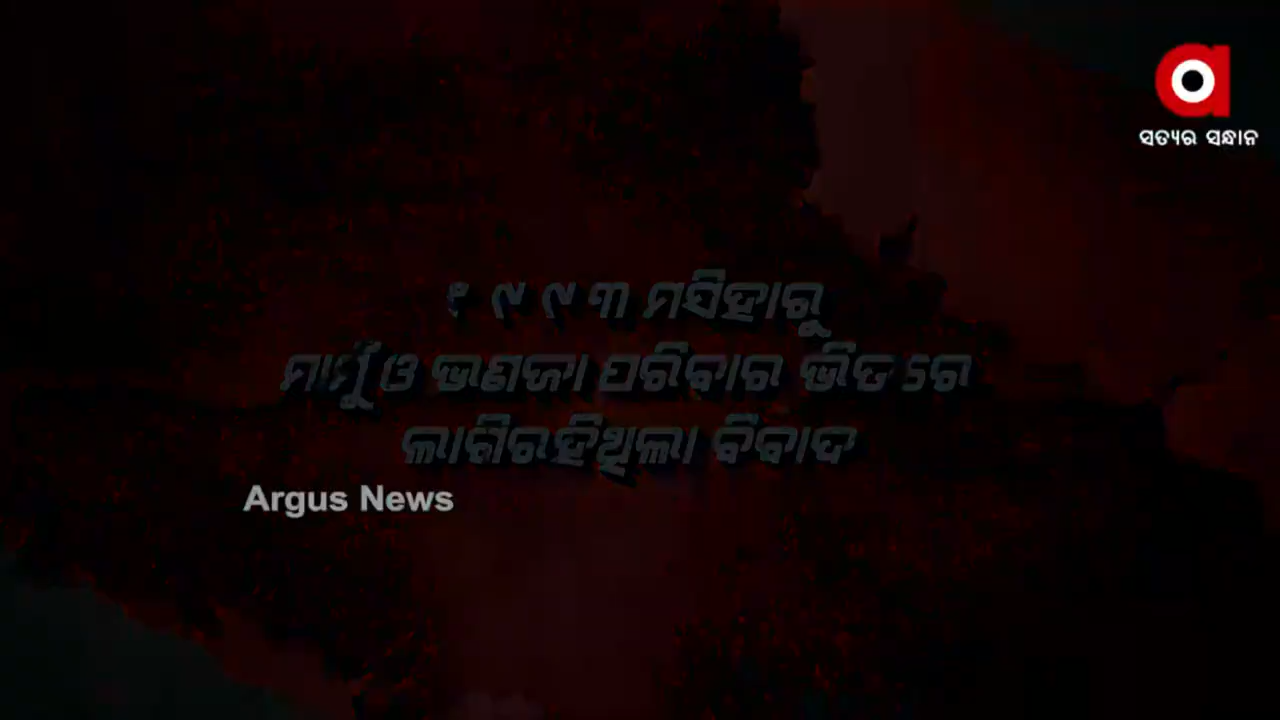 ସତ୍ୟର ସନ୍ଧାନ
୧୯୯୩ ମସିହାରୁ
ମାମୁଁ ଓ ଭଣଜା ପରିବାର ଭିତରେ
ଲାଗିରହିଥିଲା ବିବାଦ
Argus News